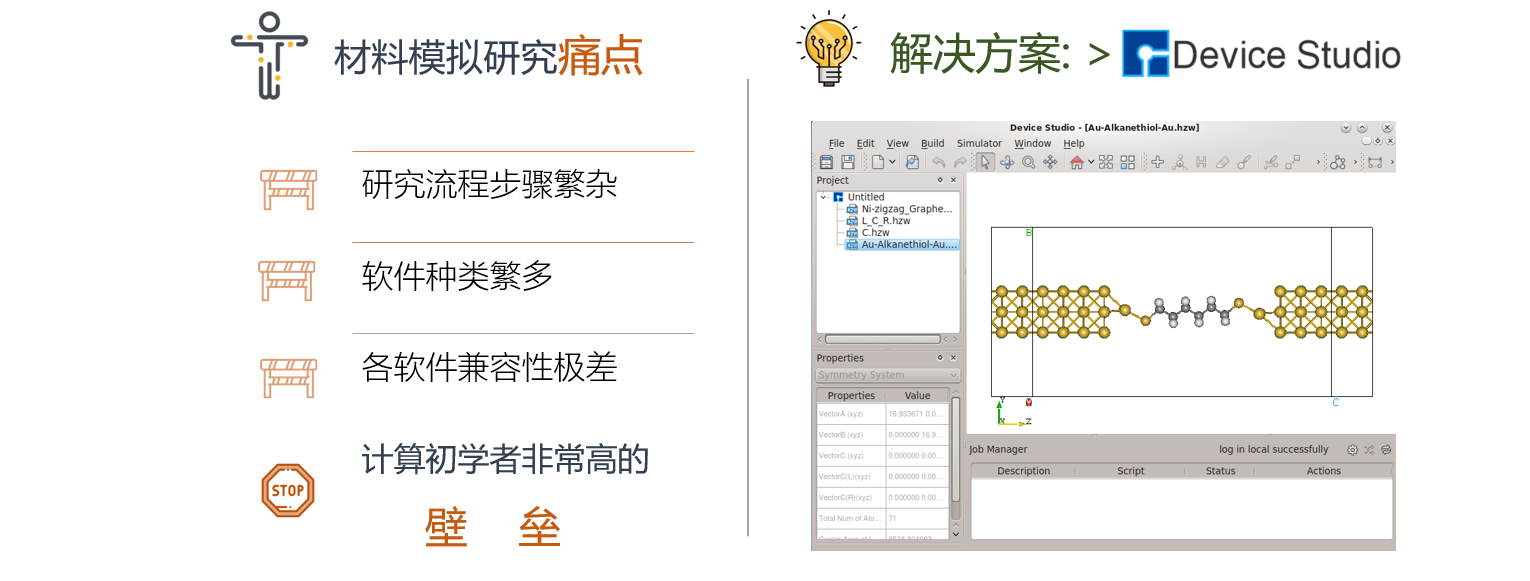 材料模拟研究痛点
研究流程步骤繁杂
软件种类繁多
各软件兼容性极差
STOP
计算初学者非常高的
壁 垒
解决方案: > Device Studio
Device Studio - [Au-Alkanethiol-Au.hzw]
File Edit View Build Simulator Window Help
Project
Untitled
Ni-zigzag_Graphe...
L_C_R.hzw
C.hzw
Au-Alkanethiol-Au....
Properties
Symmetry System
Properties Value
VectorA (xyz) 16.933671 0.0...
VectorB (xyz) 0.000000 16.9...
VectorC (xyz) 0.000000 0.00...
VectorC(L)(xyz) 0.000000 0.00...
VectorC(R)(xyz) 0.000000 0.00...
Total Num of Ato... 71
B
C
Y
X Z
Job Manager log in local successfully
Description Script Status Actions